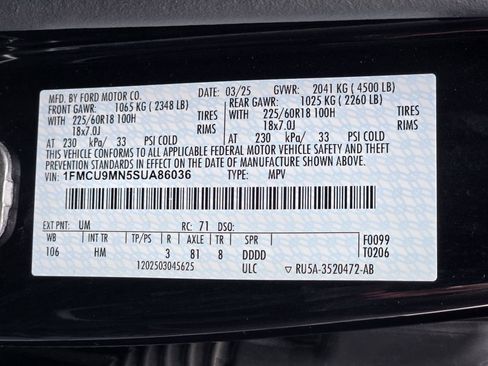 MFD. BY FORD MOTOR CO. DATE: 03/25 GVWR: 2041 KG ( 4500 LB)
FRONT GAWR: 1065 KG ( 2348 LB) REAR GAWR: 1025 KG ( 2260 LB)
WITH 225/60R18 100H TIRES WITH 225/60R18 100H TIRES
18x7.0J RIMS 18x7.0J RIMS
AT 230 kPa/ 33 PSI COLD AT 230 kPa/ 33 PSI COLD
THIS VEHICLE CONFORMS TO ALL APPLICABLE FEDERAL MOTOR VEHICLE SAFETY AND THEFT
PREVENTION STANDARDS IN EFFECT ON THE DATE OF MANUFACTURE SHOWN ABOVE.
VIN: 1FMCU9MN5SUA86036 TYPE: MPV
EXT PNT: UM RC: 71 DSO:
WB INT TR TP/PS R AXLE TR SPR F0099
106 HM 3 81 8 DDDD T0206
1202503045625 ULC ▽ RU5A-3520472-AB